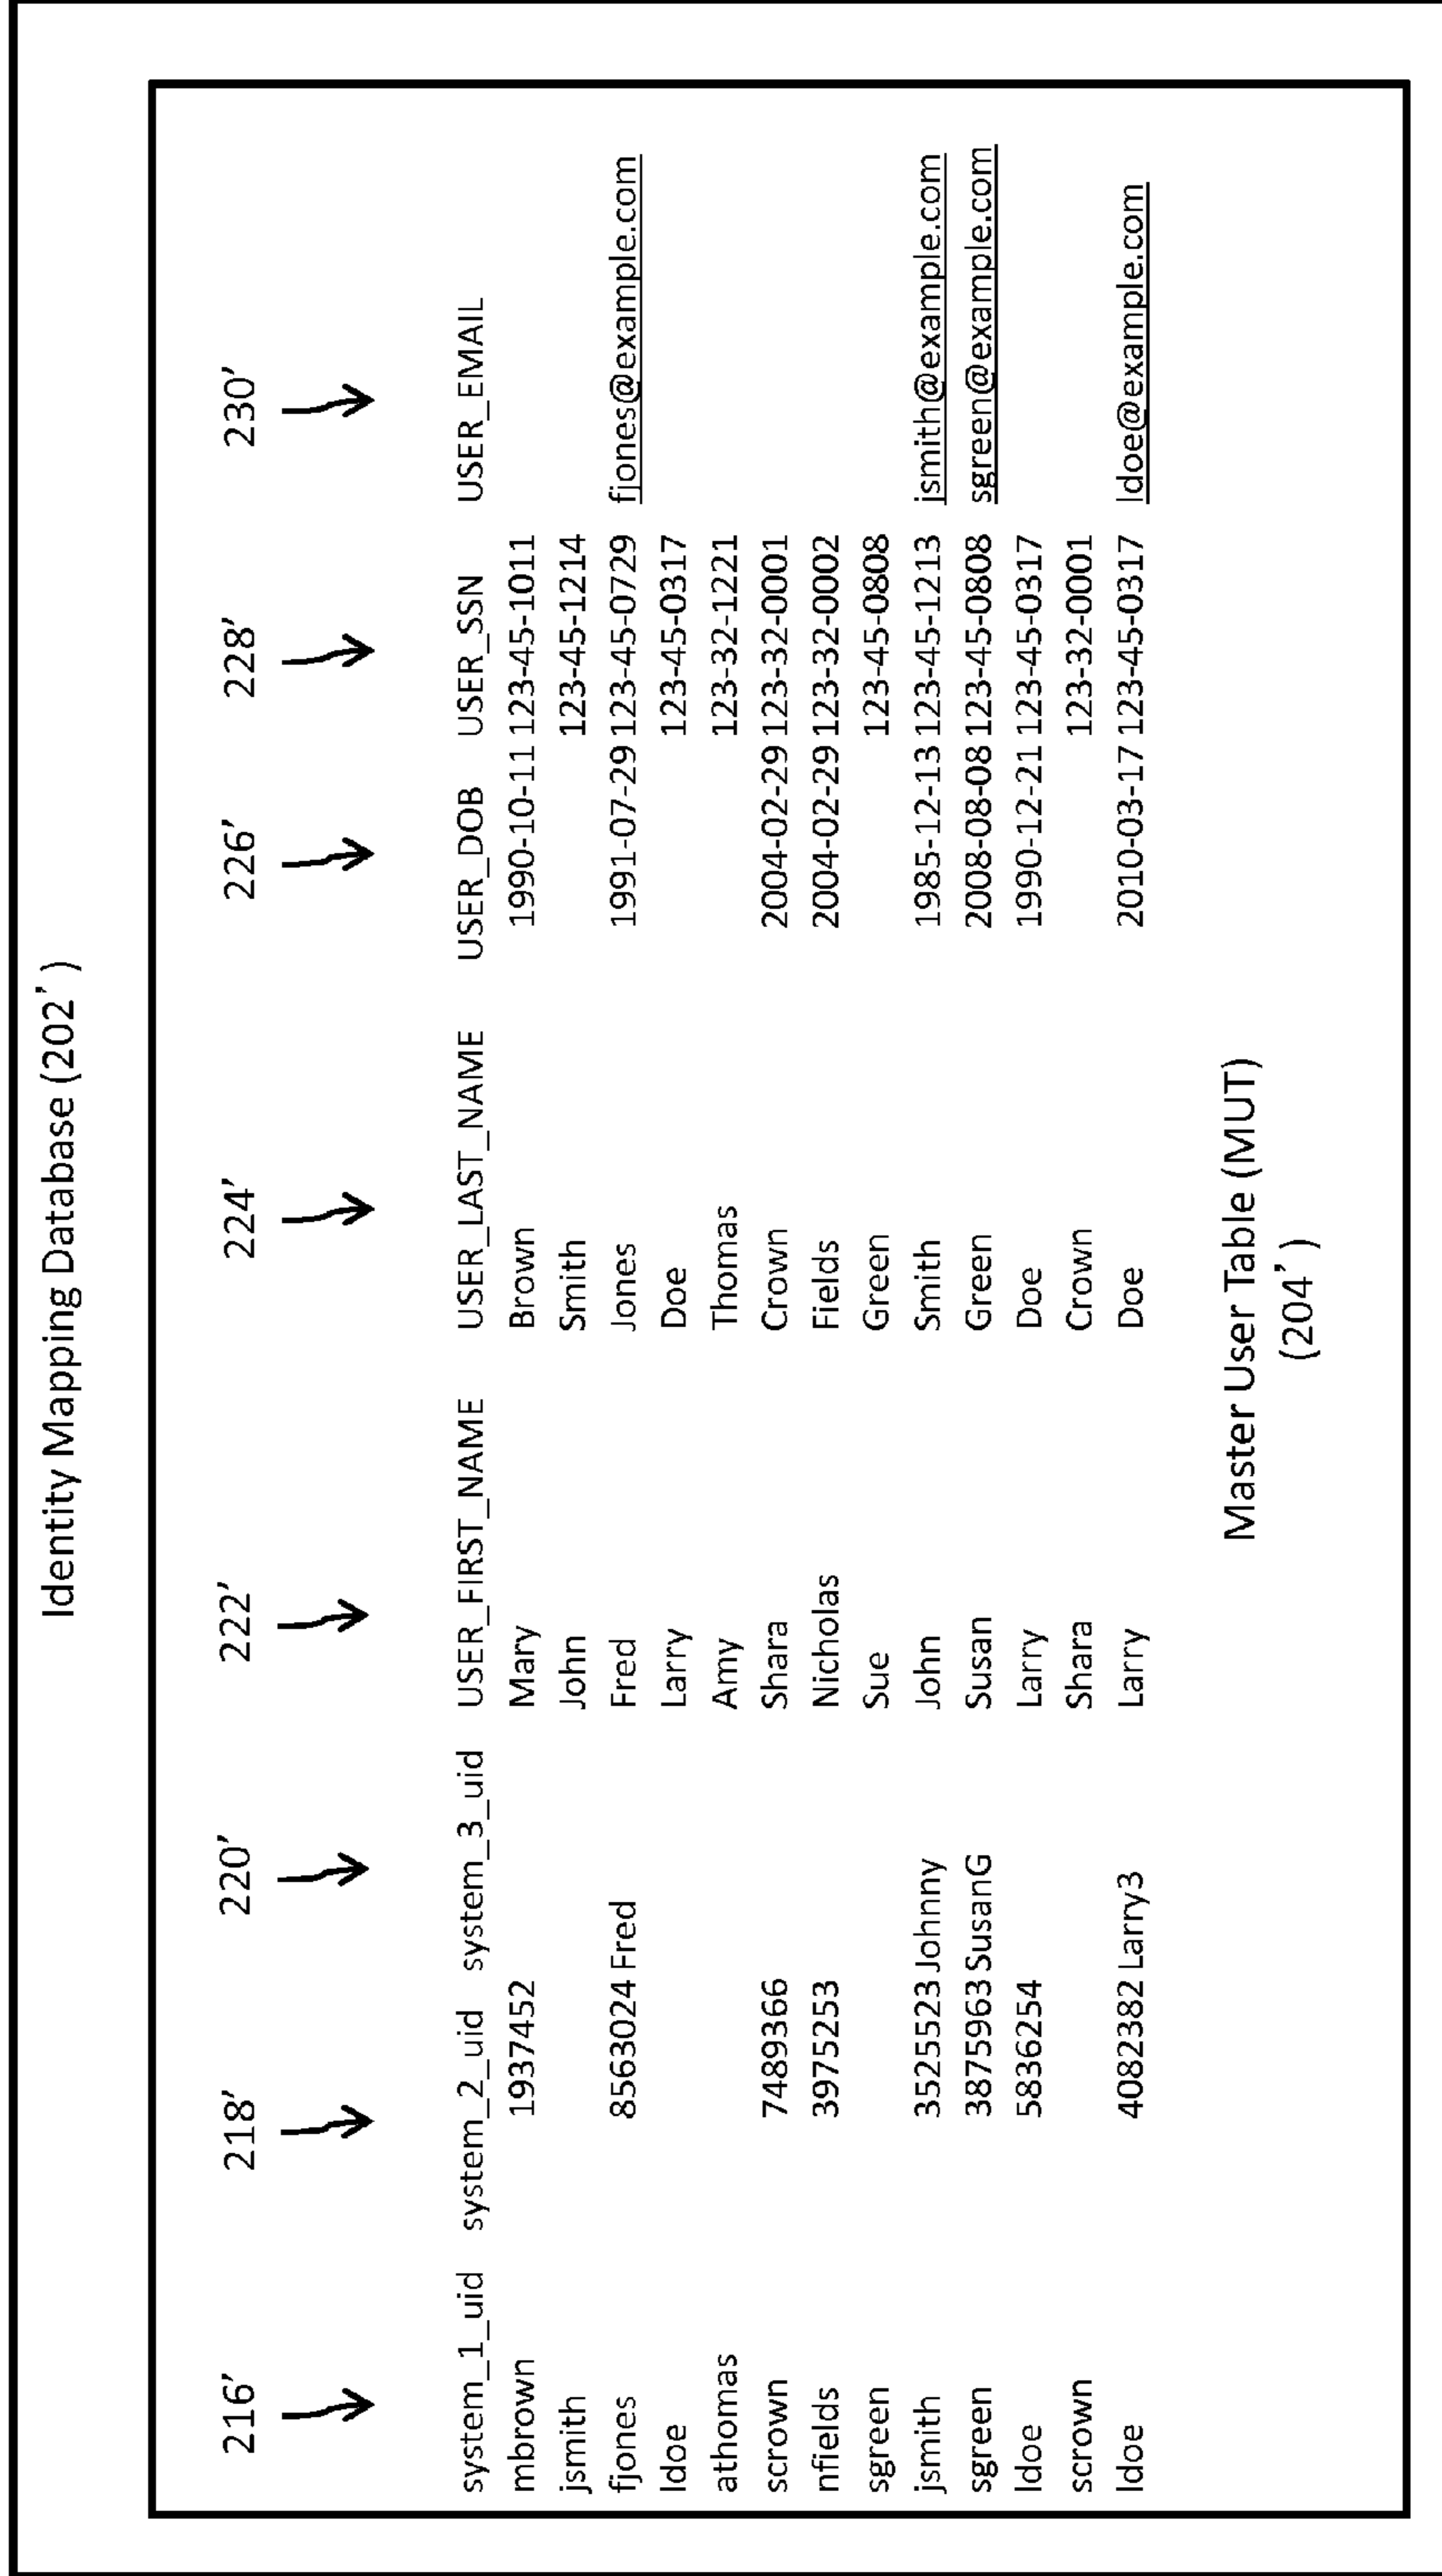 Identity Mapping Database (202’)
216’ 218’ 220’ 222’ 224’ 226’ 228’ 230’
system_1_uid system_2_uid system_3_uid USER_FIRST_NAME USER_LAST_NAME USER_DOB USER_SSN USER_EMAIL
mbrown 1937452 Mary Brown 1990-10-11 123-45-1011
jsmith John Smith 123-45-1214
fjones 8563024 Fred Fred Jones 1991-07-29 123-45-0729 fjones@example.com
ldoe Larry Doe 123-45-0317
athomas Amy Thomas 123-32-1221
scrown 7489366 Shara Crown 2004-02-29 123-32-0001
nfields 3975253 Nicholas Fields 2004-02-29 123-32-0002
sgreen Sue Green 123-45-0808
jsmith 3525523 Johnny John Smith 1985-12-13 123-45-1213 jsmith@example.com
sgreen 3875963 SusanG Susan Green 2008-08-08 123-45-0808 sgreen@example.com
ldoe 5836254 Larry Doe 1990-12-21 123-45-0317
scrown Shara Crown 123-32-0001
ldoe 4082382 Larry3 Larry Doe 2010-03-17 123-45-0317 ldoe@example.com
Master User Table (MUT)
(204’)